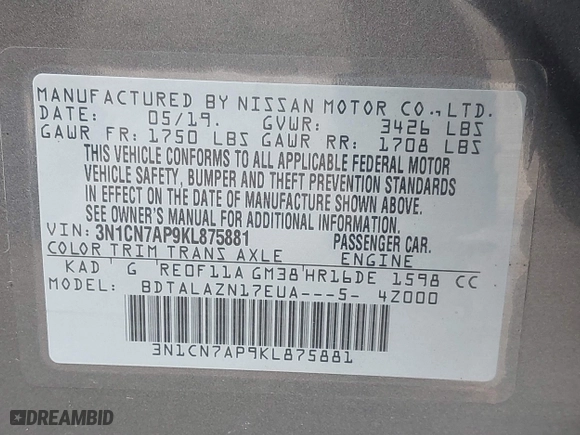 MANUFACTURED BY NISSAN MOTOR CO.,LTD.
DATE: 05/19. GVWR: 3426 LBS
GAWR FR: 1750 LBS GAWR RR: 1708 LBS
THIS VEHICLE CONFORMS TO ALL APPLICABLE FEDERAL MOTOR
VEHICLE SAFETY, BUMPER AND THEFT PREVENTION STANDARDS
IN EFFECT ON THE DATE OF MANUFACTURE SHOWN ABOVE.
SEE OWNER'S MANUAL FOR ADDITIONAL INFORMATION.
VIN: 3N1CN7AP9KL875881 PASSENGER CAR.
COLOR TRIM TRANS AXLE ENGINE
KAD G RE0F11A GM38 HR16DE 1598 CC
MODEL: BDTALAZN17EUA---S- 4Z000
3N1CN7AP9KL875881
DREAMBID